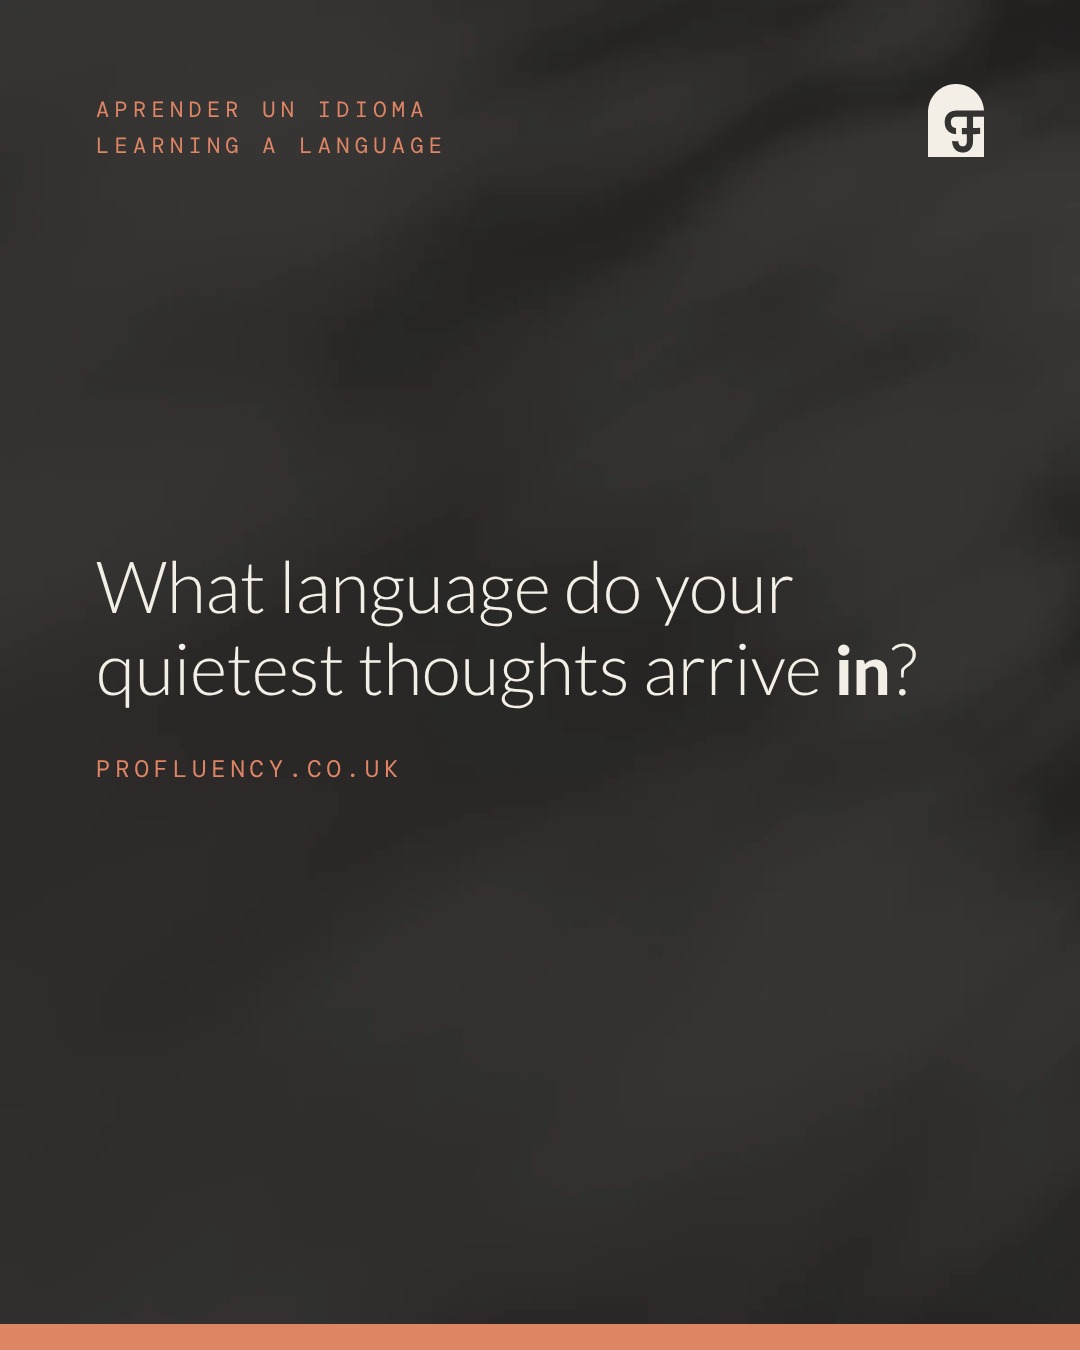 APRENDER UN IDIOMA
LEARNING A LANGUAGE
What language do your
quietest thoughts arrive in?
PROFLUENCY.CO.UK